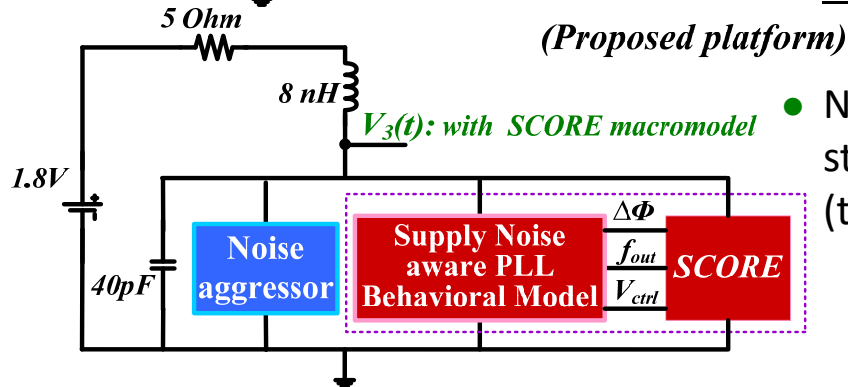 5 Ohm
(Proposed platform)
8 nH
V3(t): with SCORE macromodel
● N
st
(t
1.8V
+
-
40pF
Noise
aggressor
Supply Noise
aware PLL
Behavioral Model
ΔΦ
fout
Vctrl
SCORE